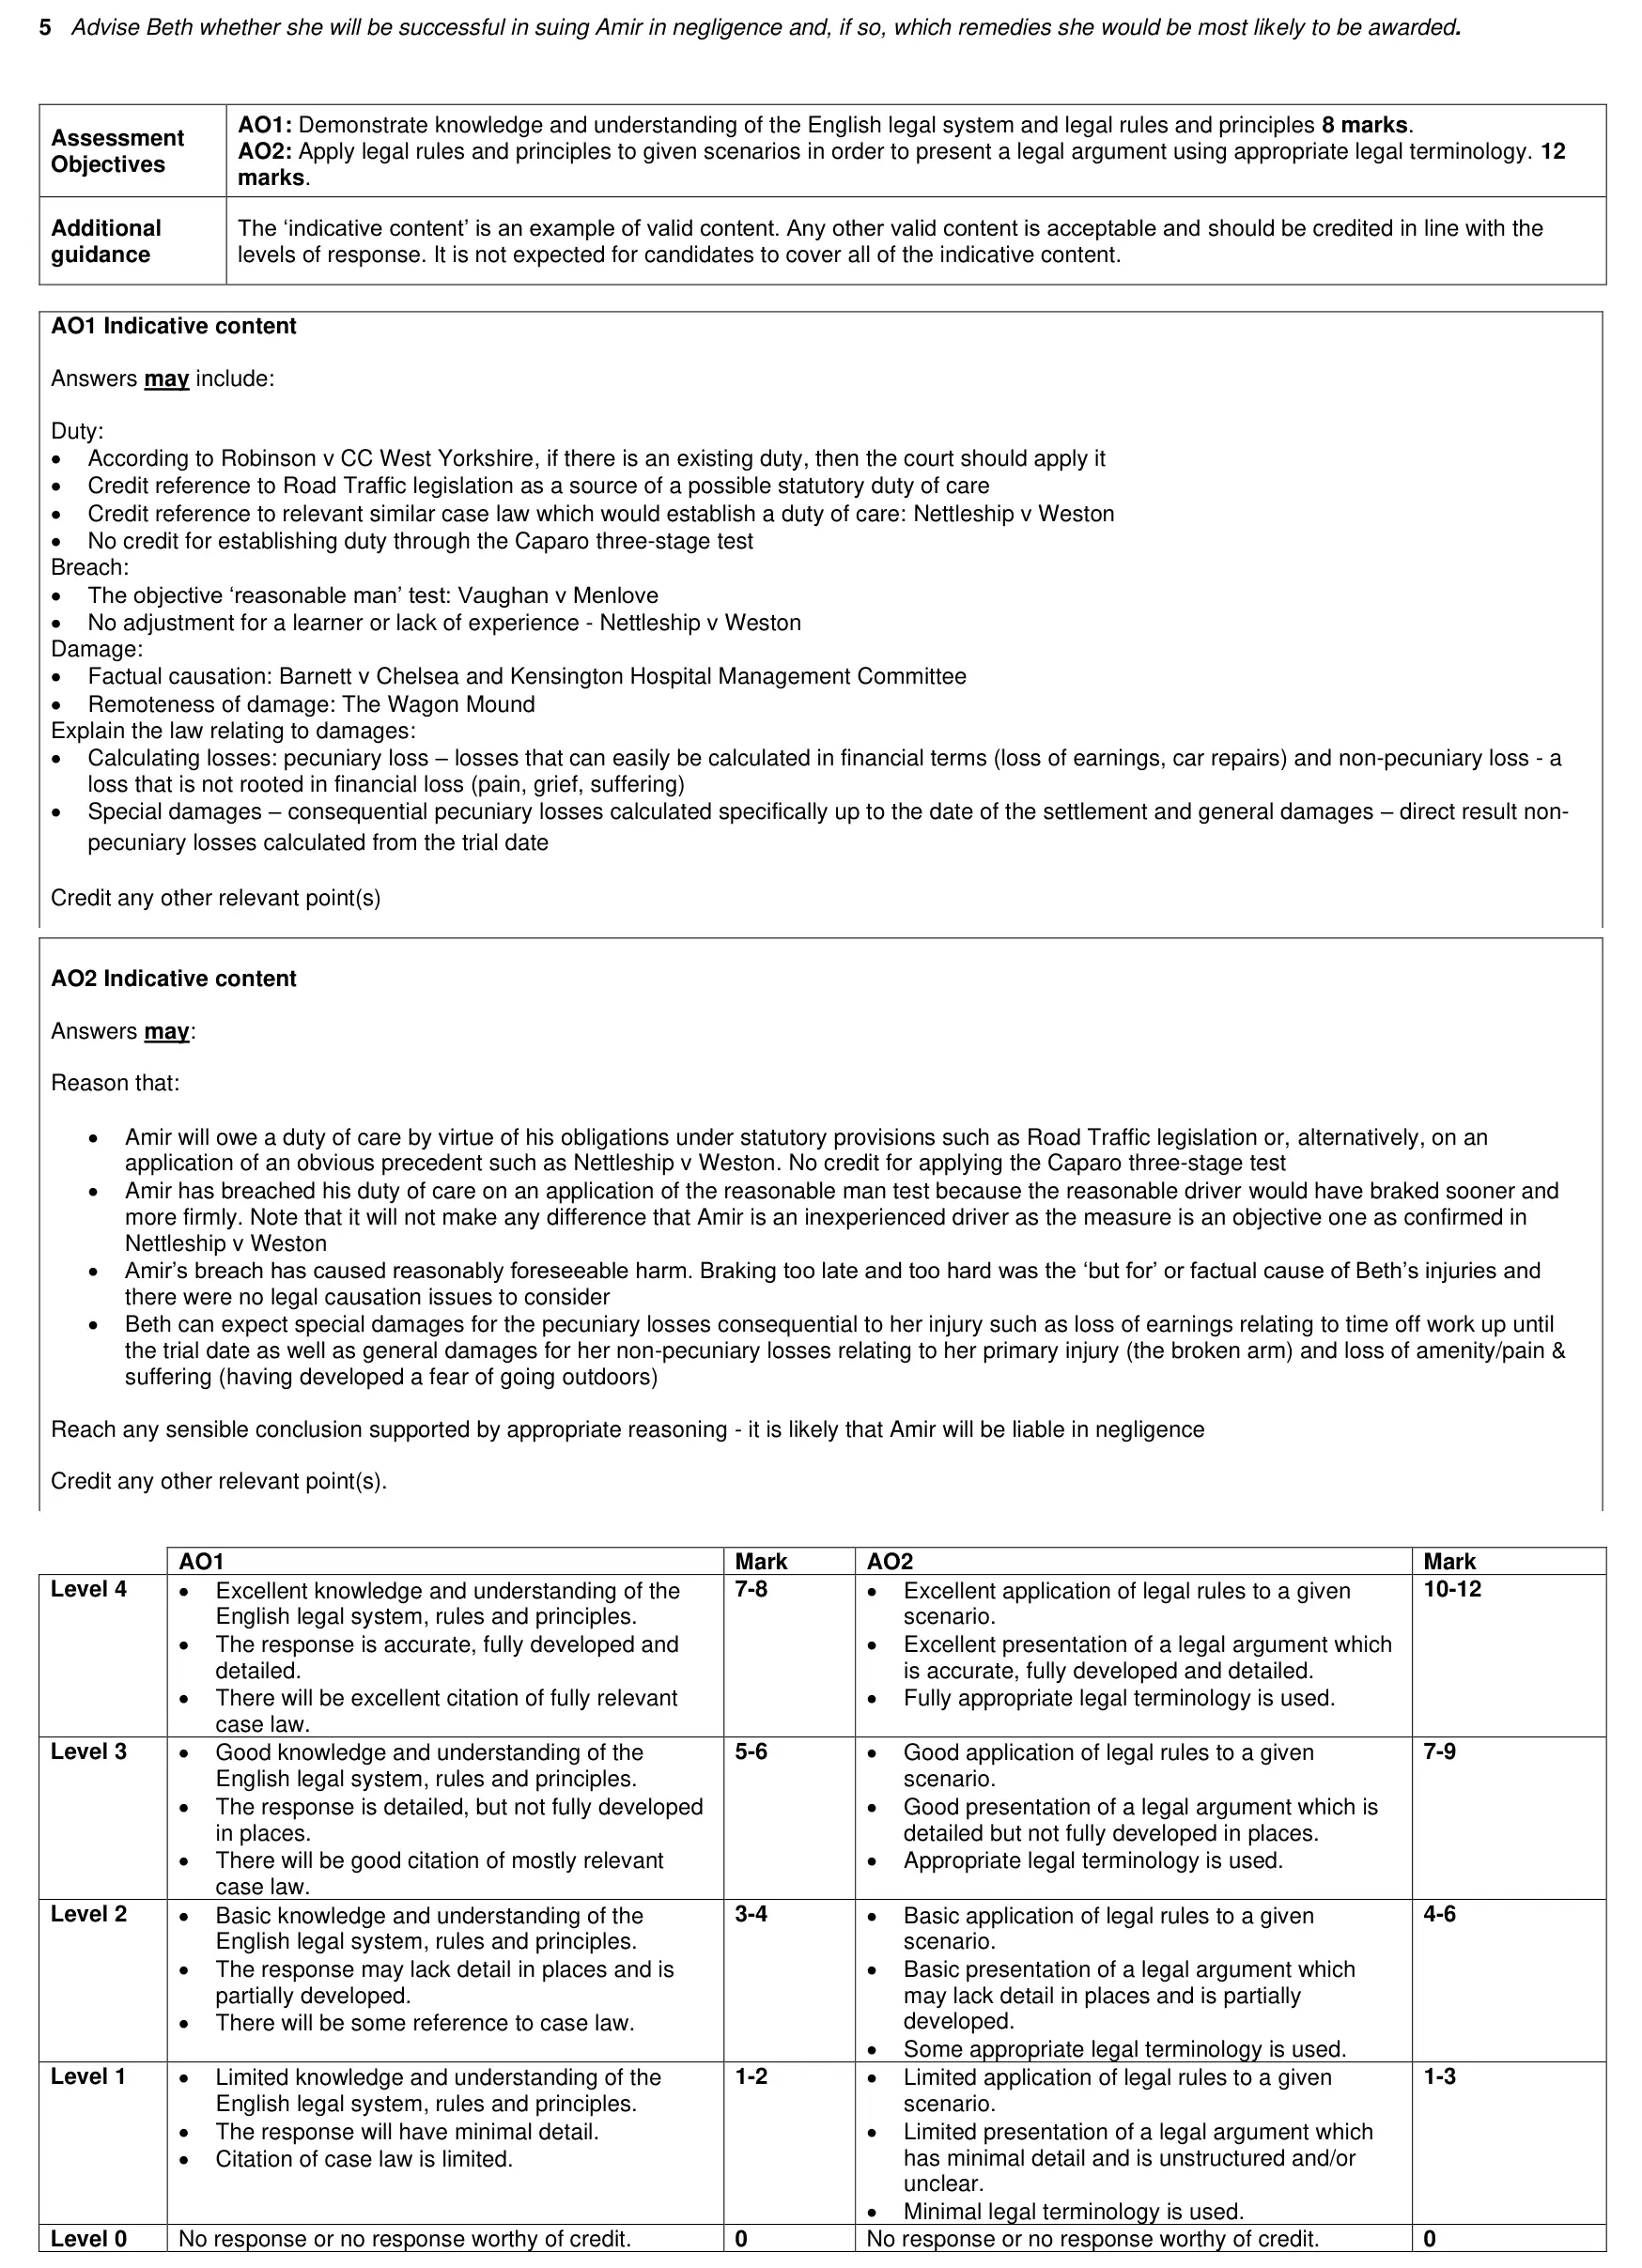 5 Advise Beth whether she will be successful in suing Amir in negligence and, if so, which remedies she would be most likely to be awarded.
Assessment
Objectives
AO1: Demonstrate knowledge and understanding of the English legal system and legal rules and principles 8 marks.
AO2: Apply legal rules and principles to given scenarios in order to present a legal argument using appropriate legal terminology. 12
marks.
Additional
guidance
The ‘indicative content’ is an example of valid content. Any other valid content is acceptable and should be credited in line with the
levels of response. It is not expected for candidates to cover all of the indicative content.
AO1 Indicative content
Answers may include:
Duty:
• According to Robinson v CC West Yorkshire, if there is an existing duty, then the court should apply it
• Credit reference to Road Traffic legislation as a source of a possible statutory duty of care
• Credit reference to relevant similar case law which would establish a duty of care: Nettleship v Weston
• No credit for establishing duty through the Caparo three-stage test
Breach:
• The objective ‘reasonable man’ test: Vaughan v Menlove
• No adjustment for a learner or lack of experience - Nettleship v Weston
Damage:
• Factual causation: Barnett v Chelsea and Kensington Hospital Management Committee
• Remoteness of damage: The Wagon Mound
Explain the law relating to damages:
• Calculating losses: pecuniary loss – losses that can easily be calculated in financial terms (loss of earnings, car repairs) and non-pecuniary loss - a
loss that is not rooted in financial loss (pain, grief, suffering)
• Special damages – consequential pecuniary losses calculated specifically up to the date of the settlement and general damages – direct result non-
pecuniary losses calculated from the trial date
Credit any other relevant point(s)
AO2 Indicative content
Answers may:
Reason that:
• Amir will owe a duty of care by virtue of his obligations under statutory provisions such as Road Traffic legislation or, alternatively, on an
application of an obvious precedent such as Nettleship v Weston. No credit for applying the Caparo three-stage test
• Amir has breached his duty of care on an application of the reasonable man test because the reasonable driver would have braked sooner and
more firmly. Note that it will not make any difference that Amir is an inexperienced driver as the measure is an objective one as confirmed in
Nettleship v Weston
• Amir’s breach has caused reasonably foreseeable harm. Braking too late and too hard was the ‘but for’ or factual cause of Beth’s injuries and
there were no legal causation issues to consider
• Beth can expect special damages for the pecuniary losses consequential to her injury such as loss of earnings relating to time off work up until
the trial date as well as general damages for her non-pecuniary losses relating to her primary injury (the broken arm) and loss of amenity/pain &
suffering (having developed a fear of going outdoors)
Reach any sensible conclusion supported by appropriate reasoning - it is likely that Amir will be liable in negligence
Credit any other relevant point(s).
AO1 Mark AO2 Mark
Level 4
• Excellent knowledge and understanding of the
English legal system, rules and principles.
• The response is accurate, fully developed and
detailed.
• There will be excellent citation of fully relevant
case law.
7-8
• Excellent application of legal rules to a given
scenario.
• Excellent presentation of a legal argument which
is accurate, fully developed and detailed.
• Fully appropriate legal terminology is used.
10-12
Level 3
• Good knowledge and understanding of the
English legal system, rules and principles.
• The response is detailed, but not fully developed
in places.
• There will be good citation of mostly relevant
case law.
5-6
• Good application of legal rules to a given
scenario.
• Good presentation of a legal argument which is
detailed but not fully developed in places.
• Appropriate legal terminology is used.
7-9
Level 2
• Basic knowledge and understanding of the
English legal system, rules and principles.
• The response may lack detail in places and is
partially developed.
• There will be some reference to case law.
3-4
• Basic application of legal rules to a given
scenario.
• Basic presentation of a legal argument which
may lack detail in places and is partially
developed.
• Some appropriate legal terminology is used.
4-6
Level 1
• Limited knowledge and understanding of the
English legal system, rules and principles.
• The response will have minimal detail.
• Citation of case law is limited.
1-2
• Limited application of legal rules to a given
scenario.
• Limited presentation of a legal argument which
has minimal detail and is unstructured and/or
unclear.
• Minimal legal terminology is used.
1-3
Level 0
No response or no response worthy of credit.
0
No response or no response worthy of credit.
0